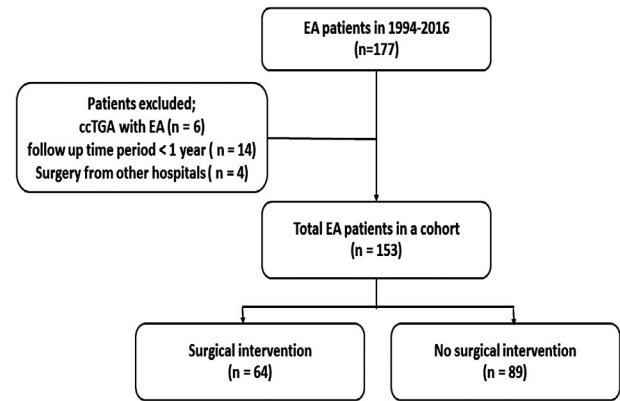 EA patients in 1994-2016
(n=177)
Patients excluded;
ccTGA with EA (n = 6)
follow up time period < 1 year ( n = 14)
Surgery from other hospitals ( n = 4)
Total EA patients in a cohort
(n = 153)
Surgical intervention
(n = 64)
No surgical intervention
(n = 89)